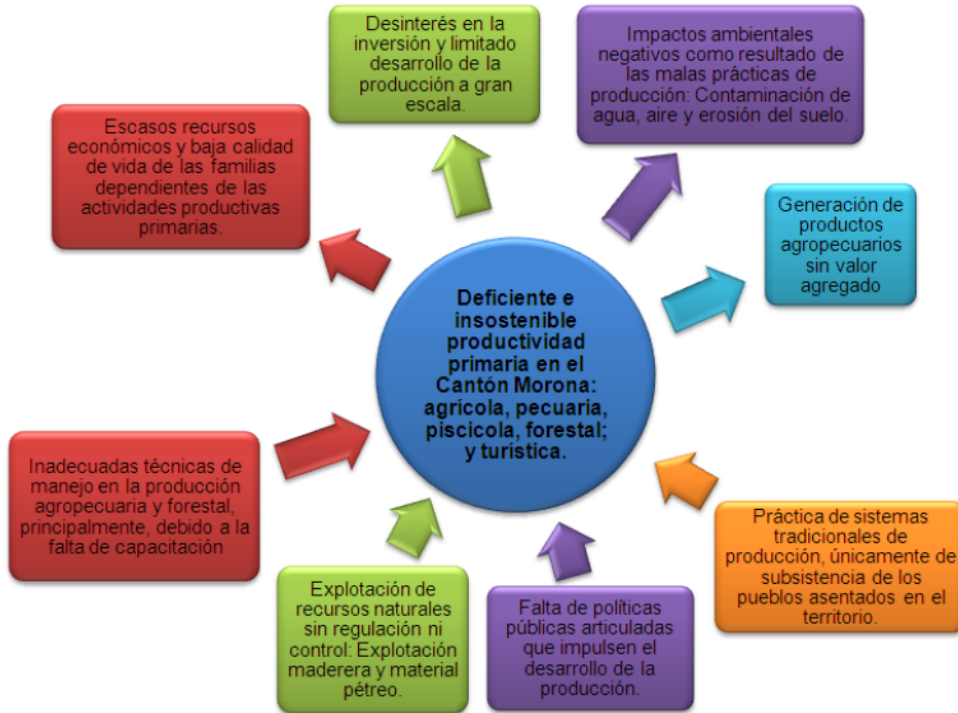 Desinterés en la
inversión y limitado
desarrollo de la
producción a gran
escala.
Impactos ambientales
negativos como resultado de
las malas prácticas de
producción: Contaminación de
agua, aire y erosión del suelo.
Escasos recursos
económicos y baja calidad
de vida de las familias
dependientes de las
actividades productivas
primarias.
Generación de
productos
agropecuarios
sin valor
agregado
Deficiente e
insostenible
productividad
primaria en el
Cantón Morona:
agrícola, pecuaria,
piscicola, forestal;
y turística.
Inadecuadas técnicas de
manejo en la producción
agropecuaria y forestal,
principalmente, debido a la
falta de capacitación
Explotación de
recursos naturales
sin regulación ni
control: Explotación
maderera y material
pétreo.
Falta de políticas
públicas articuladas
que impulsen el
desarrollo de la
producción.
Práctica de sistemas
tradicionales de
producción, únicamente de
subsistencia de los
pueblos asentados en el
territorio.